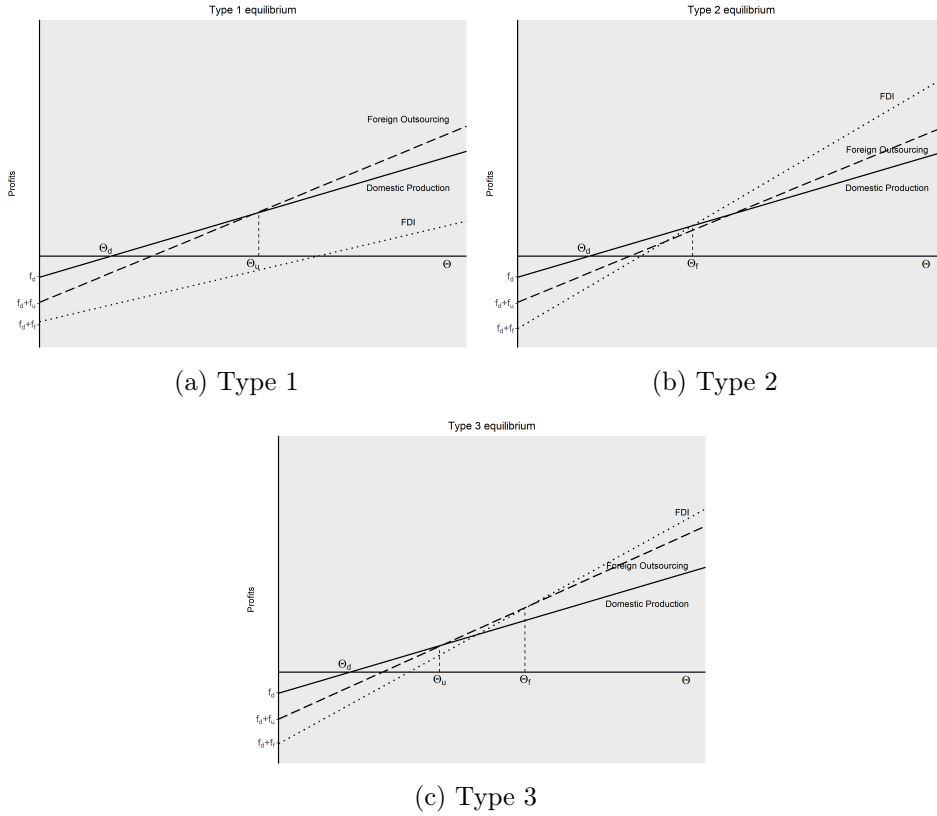 Type 1 equilibrium
Profits
Foreign Outsourcing
Domestic Production
FDI
Θd
Θu
Θ
fd
fd+fu
fd+ff
(a) Type 1
Type 2 equilibrium
Profits
FDI
Foreign Outsourcing
Domestic Production
Θd
Θf
Θ
fd
fd+fu
fd+ff
(b) Type 2
Type 3 equilibrium
Profits
FDI
Foreign Outsourcing
Domestic Production
Θd
Θu
Θf
Θ
fd
fd+fu
fd+ff
(c) Type 3